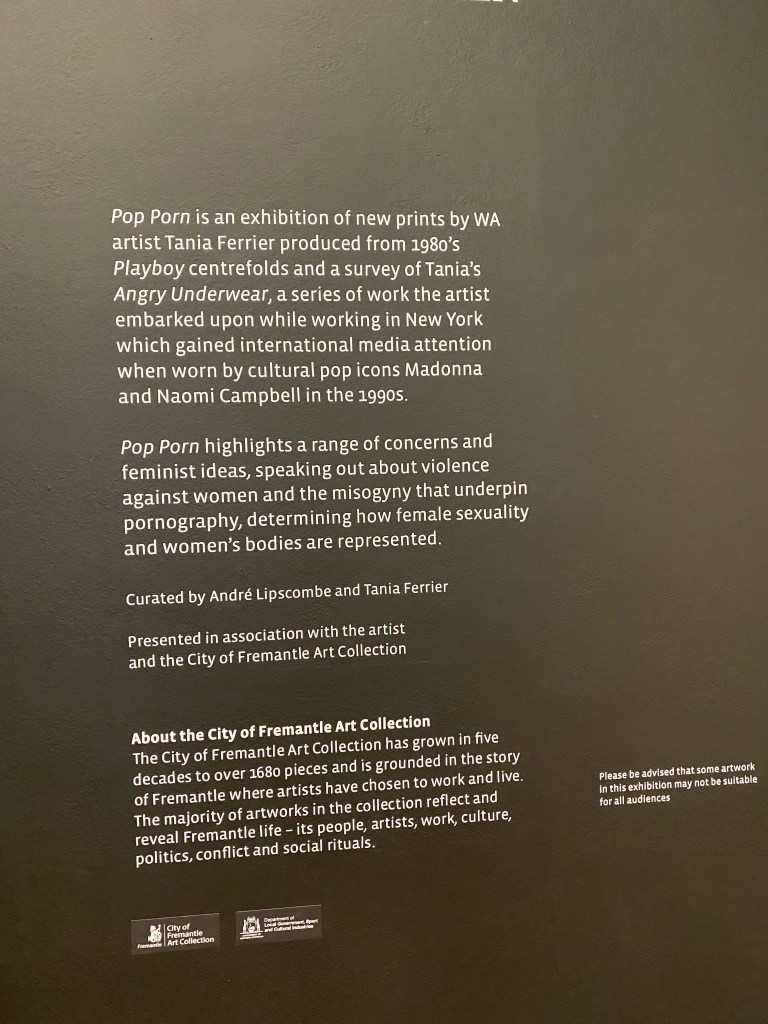 Pop Porn is an exhibition of new prints by WA
artist Tania Ferrier produced from 1980's
Playboy centrefolds and a survey of Tania's
Angry Underwear, a series of work the artist
embarked upon while working in New York
which gained international media attention
when worn by cultural pop icons Madonna
and Naomi Campbell in the 1990s.
Pop Porn highlights a range of concerns and
feminist ideas, speaking out about violence
against women and the misogyny that underpin
pornography, determining how female sexuality
and women's bodies are represented.
Curated by André Lipscombe and Tania Ferrier
Presented in association with the artist
and the City of Fremantle Art Collection
About the City of Fremantle Art Collection
The City of Fremantle Art Collection has grown in five
decades to over 1680 pieces and is grounded in the story
of Fremantle where artists have chosen to work and live.
The majority of artworks in the collection reflect and
reveal Fremantle life – its people, artists, work, culture,
politics, conflict and social rituals.
Please be advised that some artwork
in this exhibition may not be suitable
for all audiences
Fremantle
City of
Fremantle
Art Collection
Department of
Local Government, Sport
and Cultural Industries